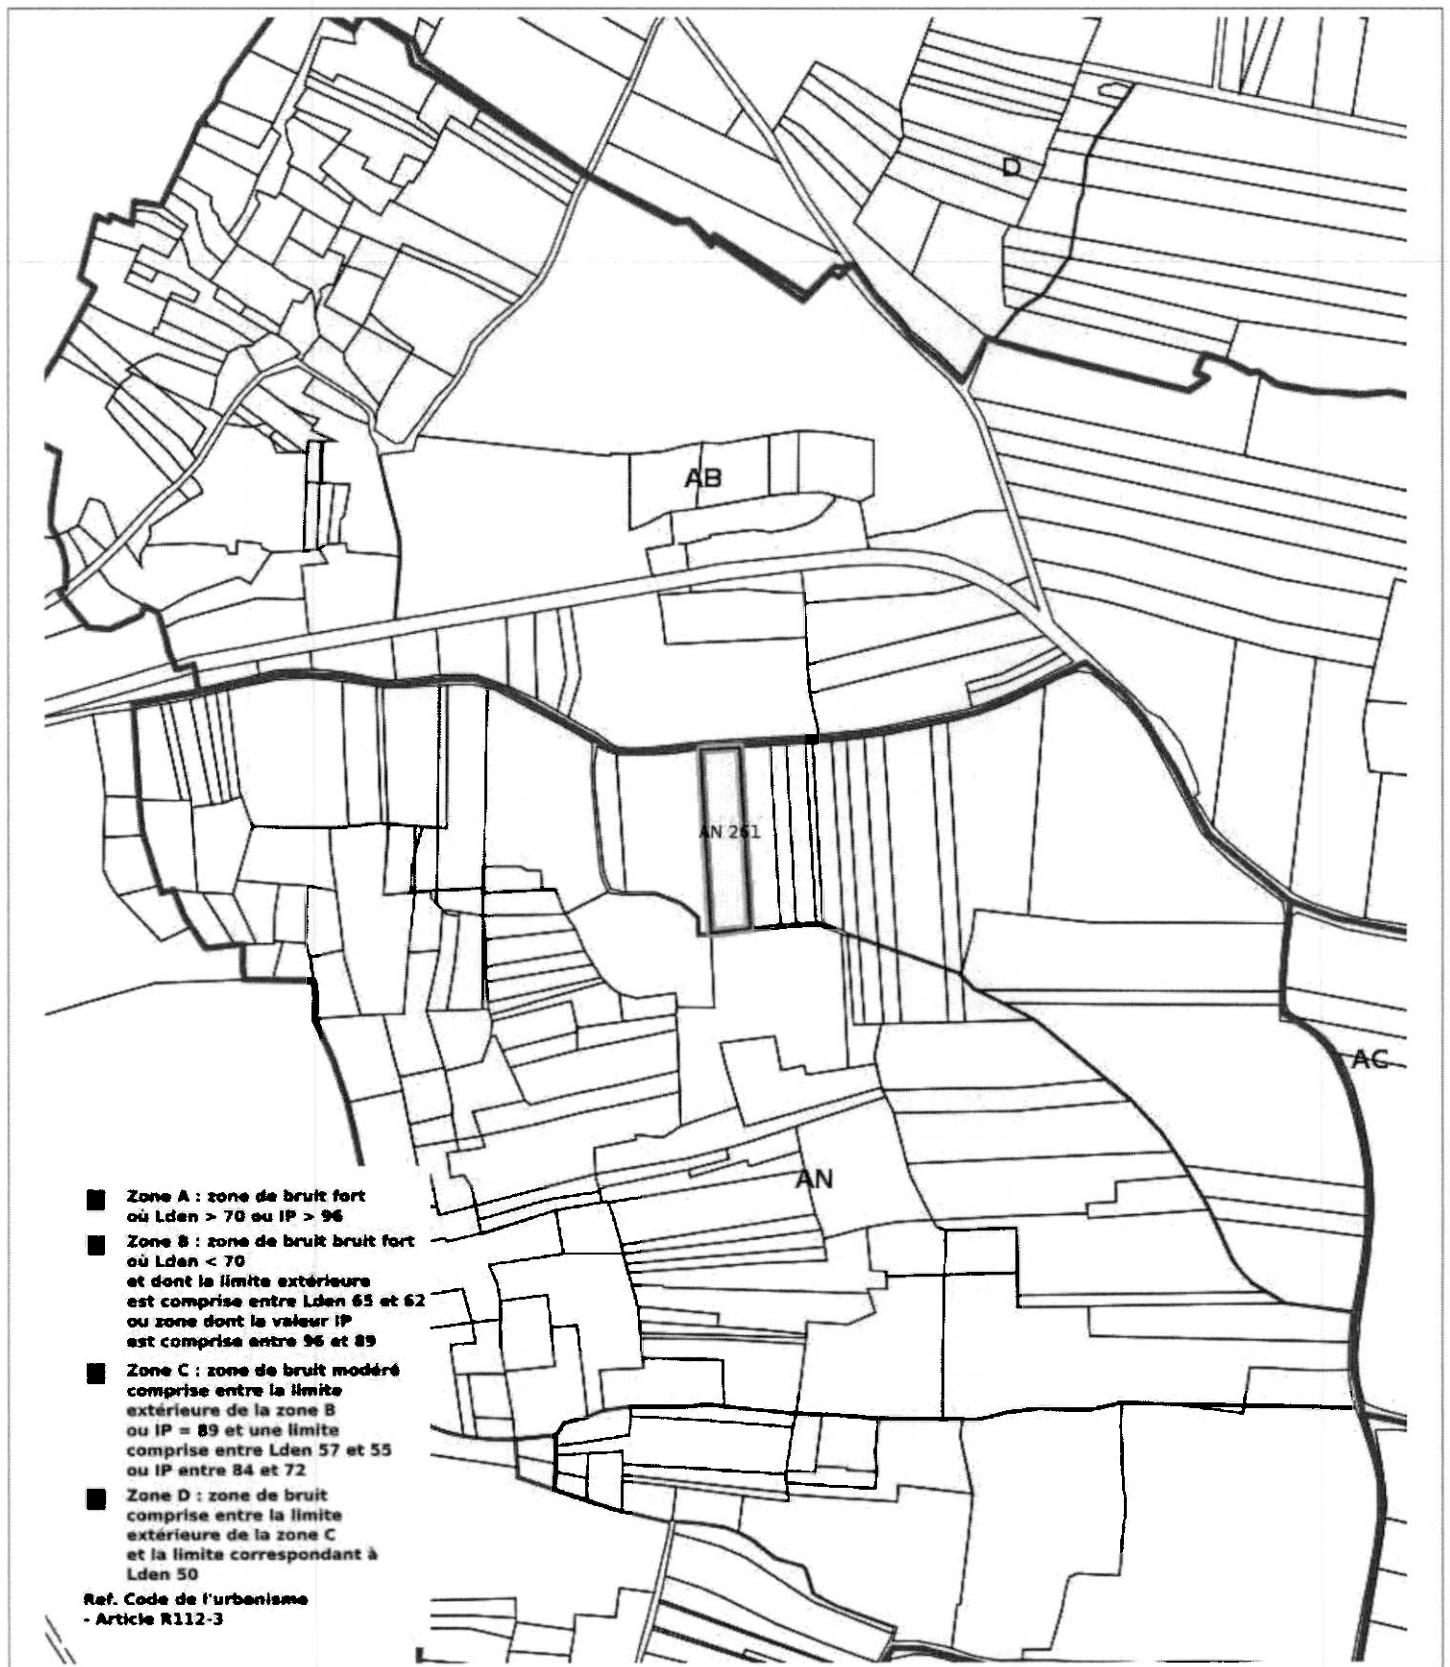 D
AB
AN 261
AC
AN
Zone A : zone de bruit fort
où Lden > 70 ou IP > 96
Zone B : zone de bruit bruit fort
où Lden < 70
et dont la limite extérieure
est comprise entre Lden 65 et 62
ou zone dont la valeur IP
est comprise entre 96 et 89
Zone C : zone de bruit modéré
comprise entre la limite
extérieure de la zone B
ou IP = 89 et une limite
comprise entre Lden 57 et 55
ou IP entre 84 et 72
Zone D : zone de bruit
comprise entre la limite
extérieure de la zone C
et la limite correspondant à
Lden 50
Ref. Code de l'urbanisme
- Article R112-3